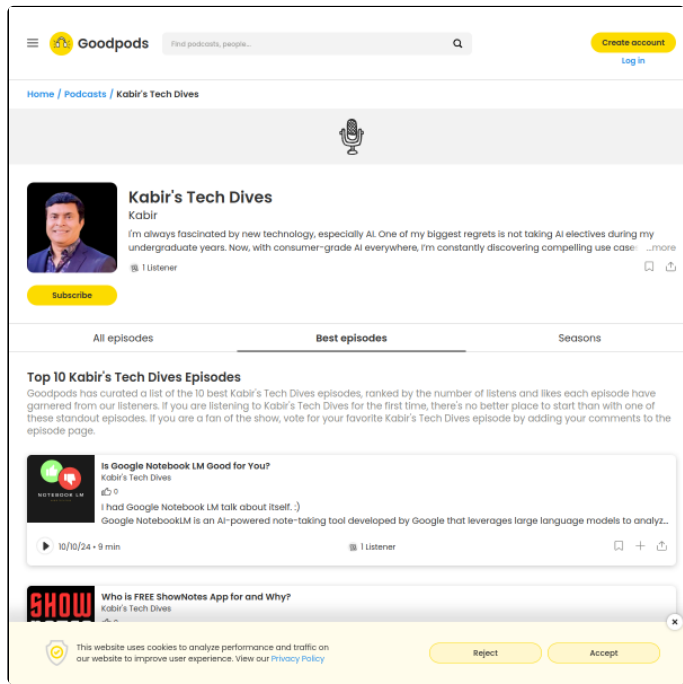 Goodpods
Find podcasts, people...
Create account
Log in
Home / Podcasts / Kabir's Tech Dives
Kabir's Tech Dives
Kabir
I'm always fascinated by new technology, especially AI. One of my biggest regrets is not taking AI electives during my
undergraduate years. Now, with consumer-grade AI everywhere, I'm constantly discovering compelling use case ...more
1 Listener
Subscribe
All episodes
Best episodes
Seasons
Top 10 Kabir's Tech Dives Episodes
Goodpods has curated a list of the 10 best Kabir's Tech Dives episodes, ranked by the number of listens and likes each episode have
garnered from our listeners. If you are listening to Kabir's Tech Dives for the first time, there's no better place to start than with one of
these standout episodes. If you are a fan of the show, vote for your favorite Kabir's Tech Dives episode by adding your comments to the
episode page.
NOTEBOOK LM
Is Google Notebook LM Good for You?
Kabir's Tech Dives
0
I had Google Notebook LM talk about itself. :)
Google NotebookLM is an AI-powered note-taking tool developed by Google that leverages large language models to analyz...
10/10/24 • 9 min
1 Listener
SHOW
Who is FREE ShowNotes App for and Why?
Kabir's Tech Dives
This website uses cookies to analyze performance and traffic on
our website to improve user experience. View our Privacy Policy
Reject
Accept